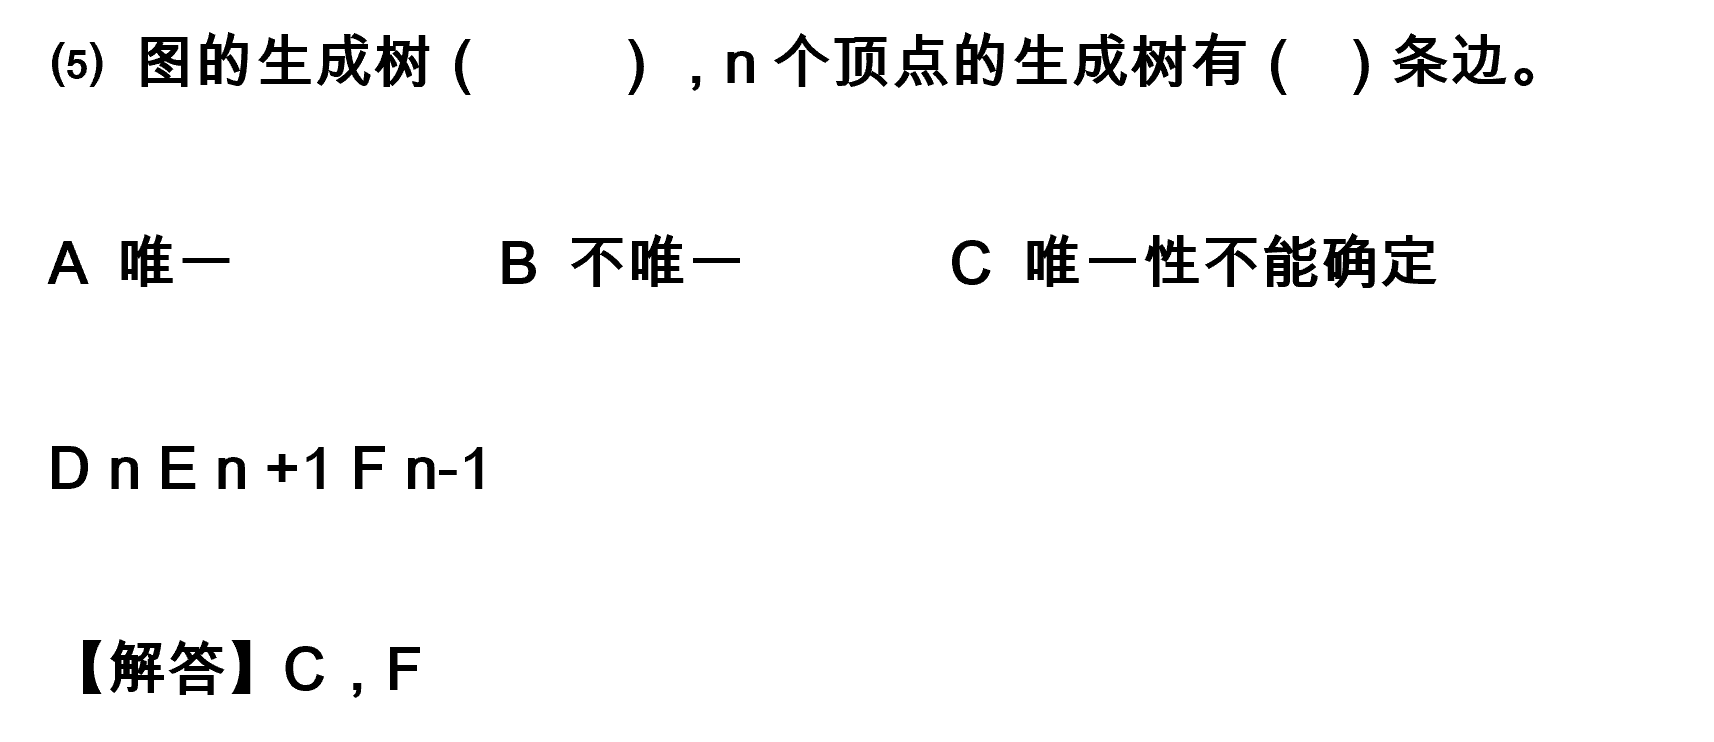 ⑸ 图的生成树(　　　),n个顶点的生成树有(　)条边。
A 唯一　　　　　B 不唯一　　　　C 唯一性不能确定
D n E n +1 F n-1
【解答】C,F